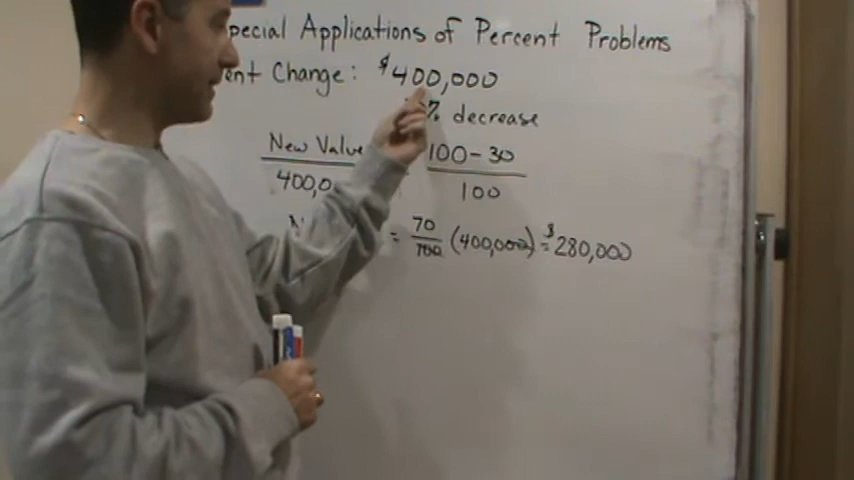 pecial Applications of Percent Problems
ent Change: $400,000
% decrease
New Value 100-30
400,0 100
N = 70/100 (400,000) = $280,000